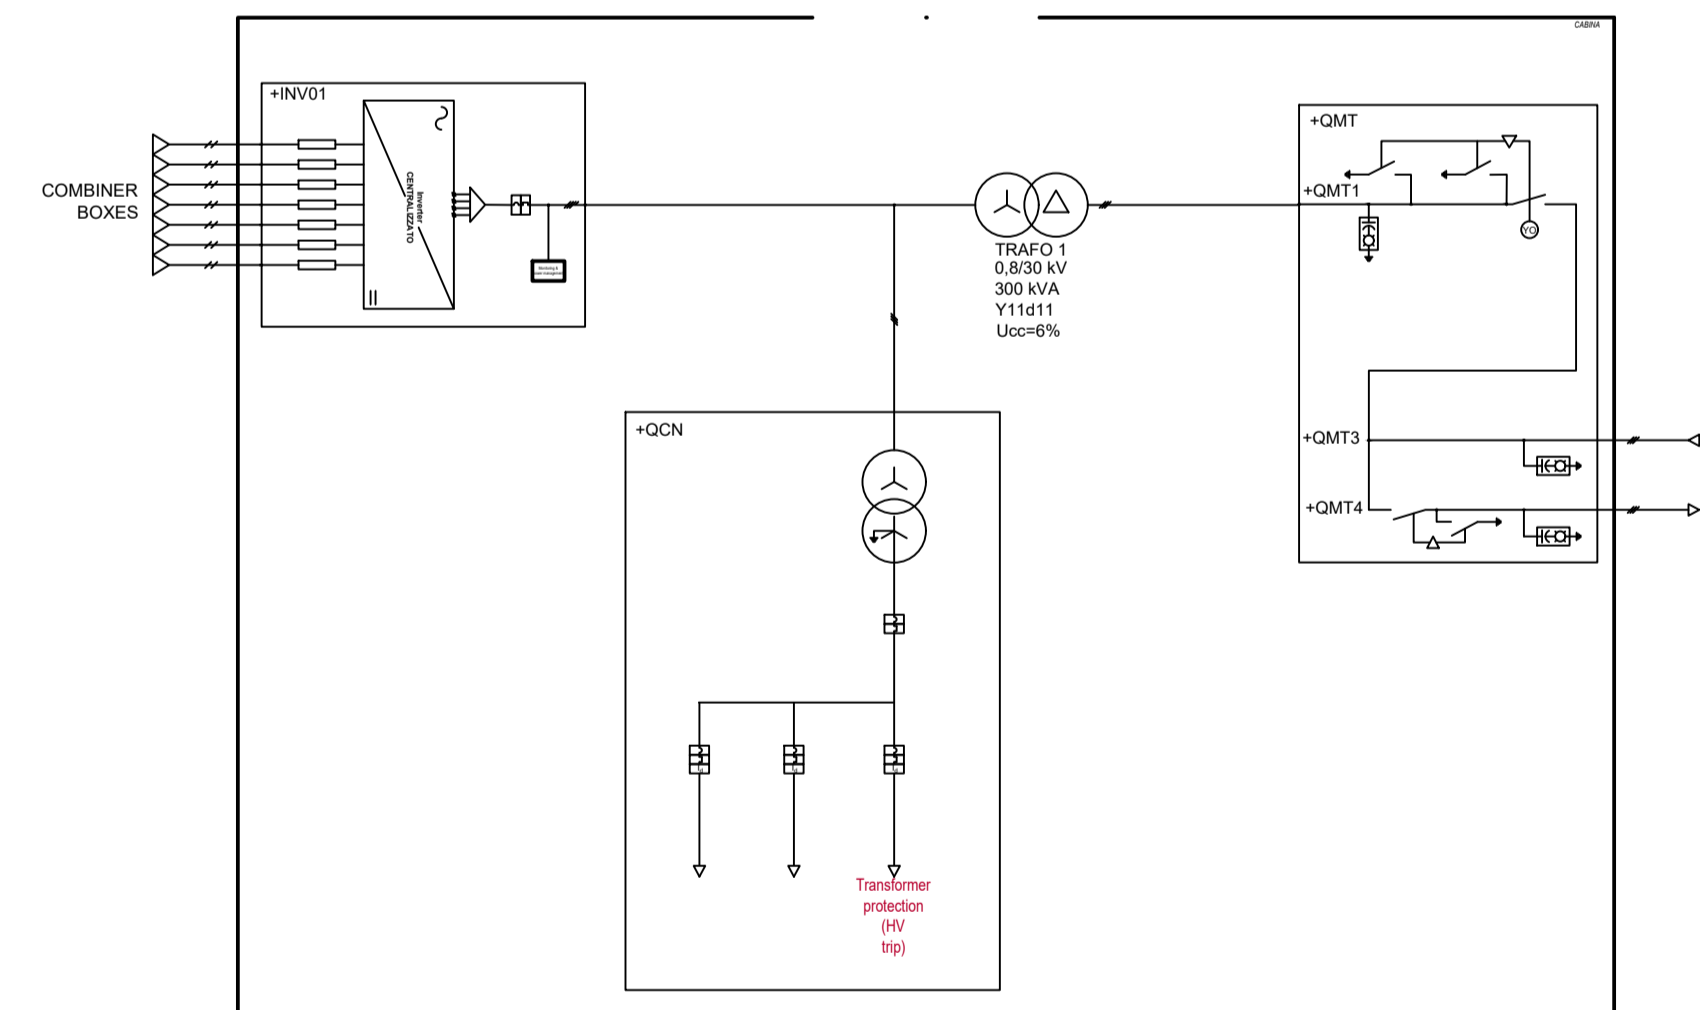 CABINA
+INV01
COMBINER
BOXES
Inverter
CENTRALIZZATO
+QMT
+QMT1
YO
TRAFO 1
0,8/30 kV
300 kVA
Y11d11
Ucc=6%
+QCN
+QMT3
+QMT4
Transformer
protection
(HV
trip)